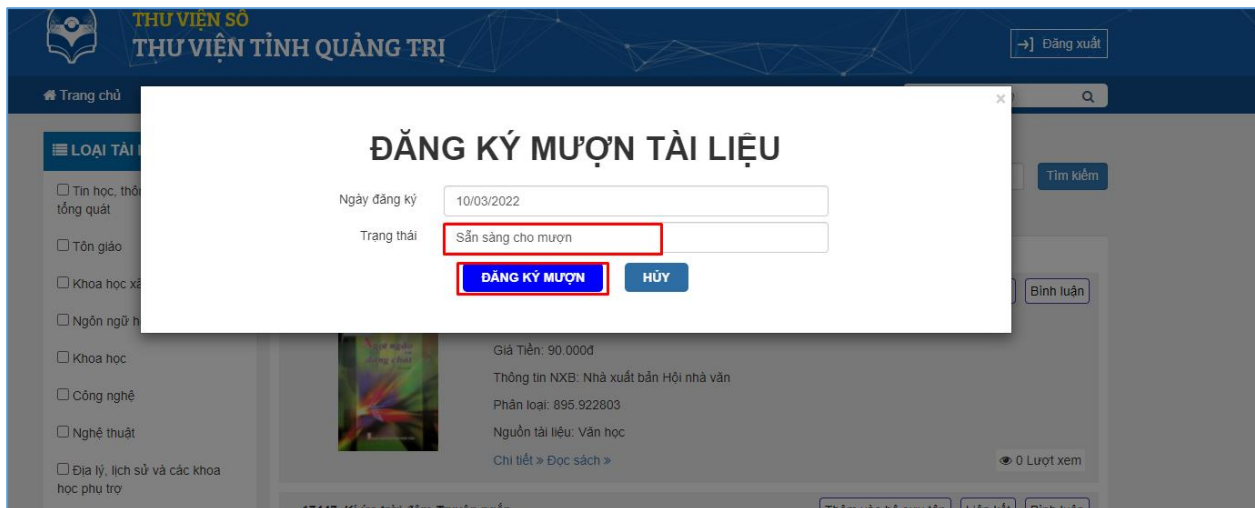 THƯ VIỆN SỐ
THƯ VIỆN TỈNH QUẢNG TRỊ
Đăng xuất
Trang chủ
×
ĐĂNG KÝ MƯỢN TÀI LIỆU
LOẠI TÀI
Tìm kiếm
Ngày đăng ký 10/03/2022
Tin học, thô
tổng quát
Trạng thái Sẵn sàng cho mượn
Tôn giáo
ĐĂNG KÝ MƯỢN HỦY
Khoa học xã
Bình luận
Ngôn ngữ h
Khoa học
Giá Tiền: 90.000đ
Thông tin NXB: Nhà xuất bản Hội nhà văn
Công nghệ
Phân loại: 895.922803
Nghệ thuật
Nguồn tài liệu: Văn học
Chi tiết » Đọc sách »
0 Lượt xem
Địa lý, lịch sử và các khoa
học phụ trợ